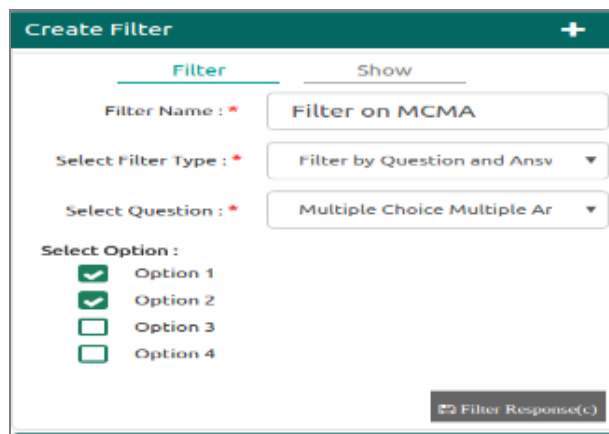 Create Filter +
Filter Show
Filter Name : * Filter on MCMA
Select Filter Type : * Filter by Question and Answ
Select Question : * Multiple Choice Multiple Ar
Select Option :
Option 1
Option 2
Option 3
Option 4
Filter Response(c)